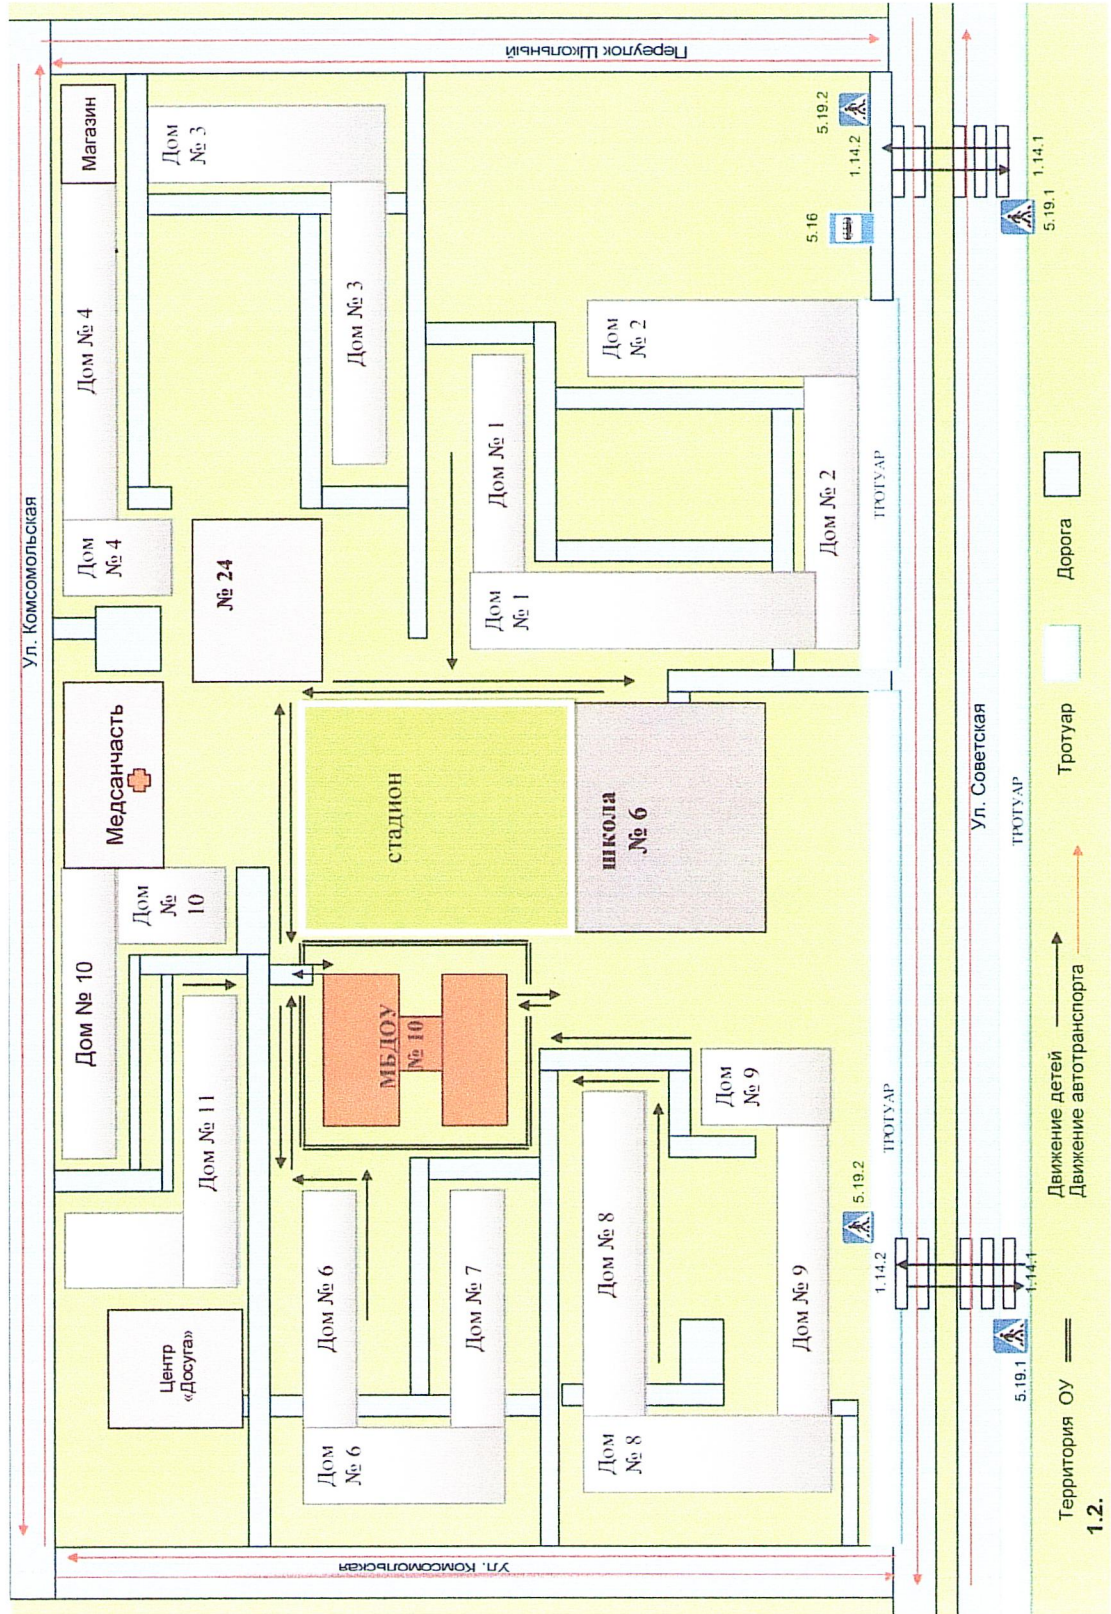 Ул. Комсомольская
Переулок Школьный
Магазин
Дом № 4
Дом
№ 4
Дом
№ 3
Дом № 3
№ 24
Медсанчасть
Дом № 10
Дом
№
10
Дом № 11
Центр
«Досуга»
стадион
МБДОУ
№ 10
школа
№ 6
Дом № 1
Дом
№ 1
Дом
№ 2
Дом № 2
Дом № 6
Дом
№ 6
Дом № 7
Дом № 8
Дом
№ 8
Дом
№ 9
Дом № 9
ул. Комсомольская
5.16
1.14.2
5.19.2
ТРОТУАР
ТРОТУАР
1.14.2
5.19.2
Ул. Советская
ТРОТУАР
5.19.1
1.14.1
5.19.1
1.14.1
Территория ОУ
Движение детей
Движение автотранспорта
Тротуар
Дорога
1.2.